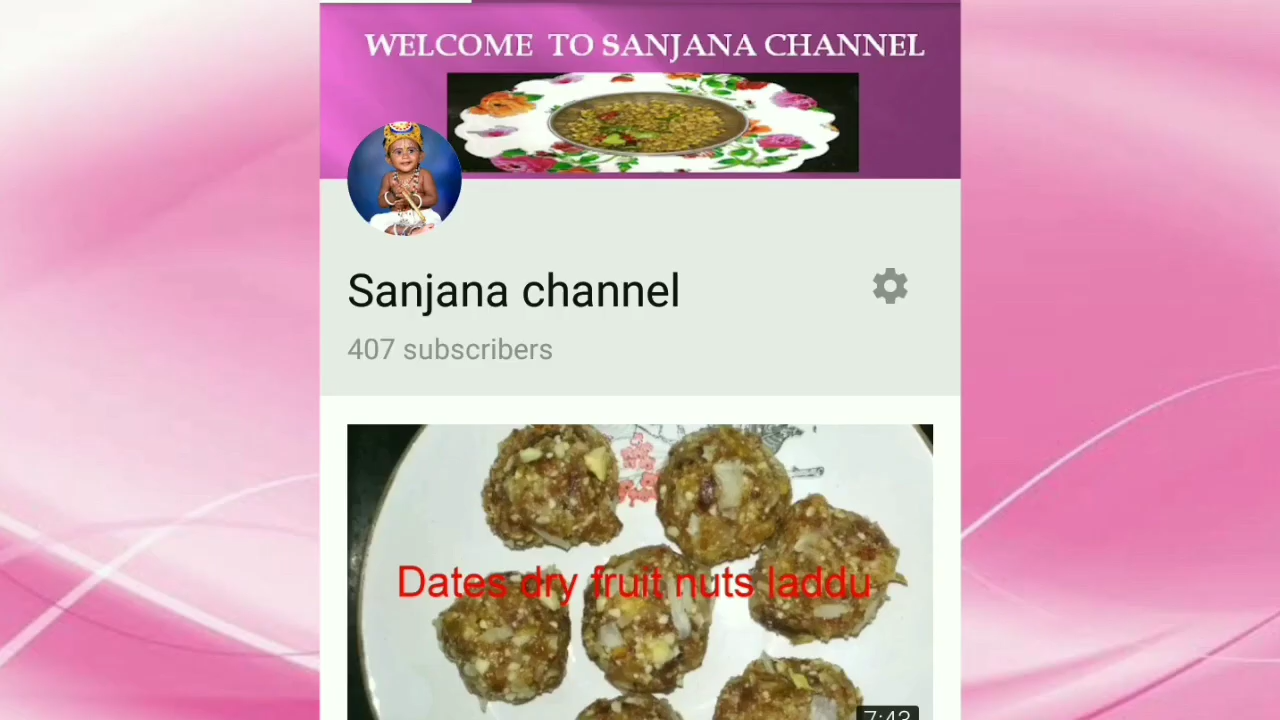 WELCOME TO SANJANA CHANNEL
Sanjana channel
407 subscribers
Dates dry fruit nuts laddu
7:43